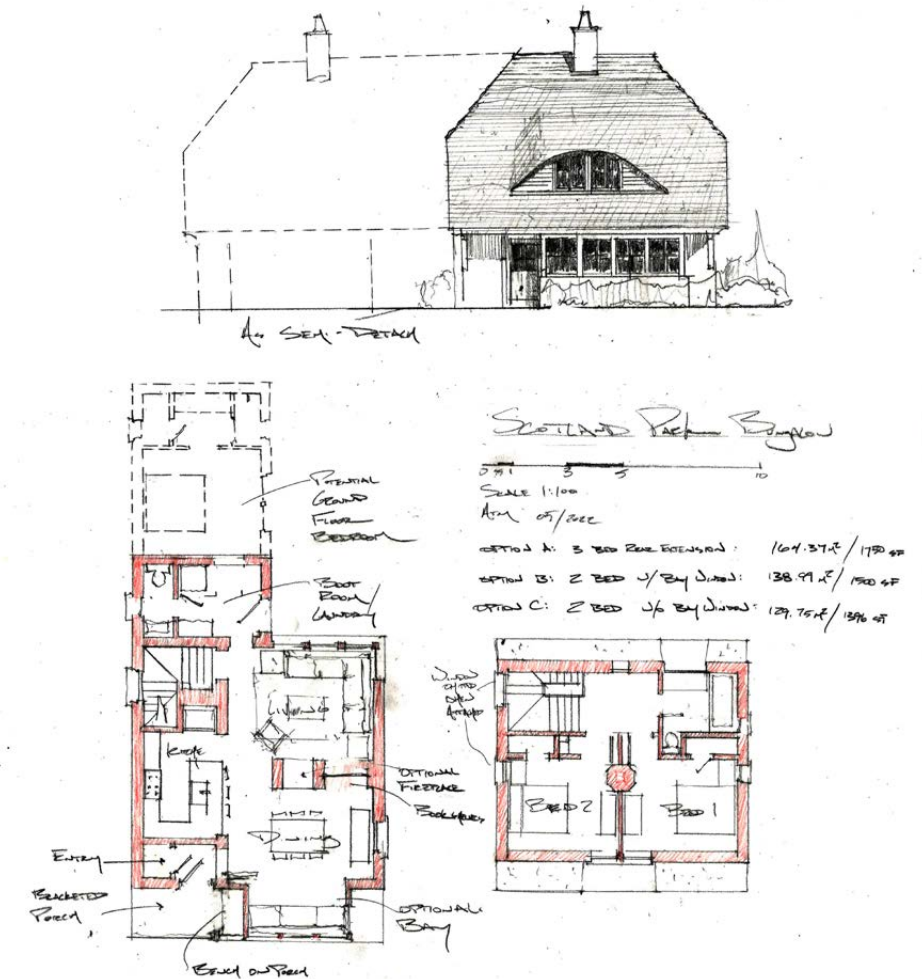 As Semi-Detach
Scotland Park Bungalow
0 1 3 5 10
Scale 1:100
ATM 05/2022
Option A: 3 Bed Rear Extension: 164.37m²/1750 SF
Option B: 2 Bed w/ Bay Window: 138.99m²/1500 SF
Option C: 2 Bed w/o Bay Window: 129.75m²/1396 SF
Potential
Ground
Floor
Bedroom
Boot
Room/
Laundry
Living
Kitche
Optional
Fireplace
Bookshelves
Dining
Entry
Bracketed
Porch
Optional
Bay
Bench on Porch
Window
when
Attached
Bed 2
Bed 1